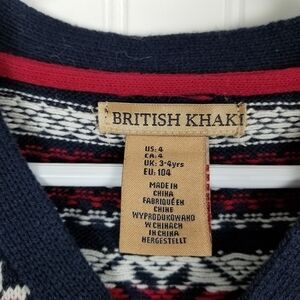 BRITISH KHAKI
US: 4
CA: 4
UK: 3-4yrs
EU: 104
MADE IN
CHINA
FABRIQUÉ EN
CHINE
WYPRODUKOWANO
W CHINACH
IN CHINA
HERGESTELLT